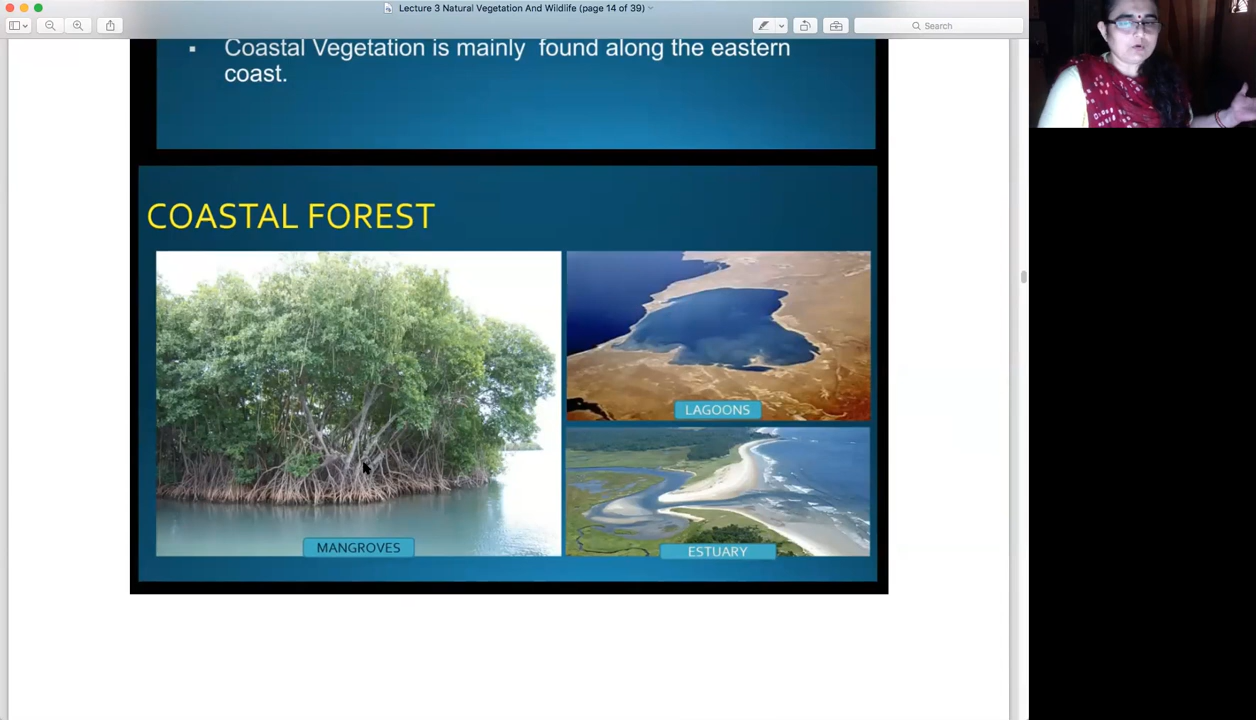 Lecture 3 Natural Vegetation And Wildlife (page 14 of 39)
Search
▪ Coastal Vegetation is mainly found along the eastern
coast.
COASTAL FOREST
LAGOONS
MANGROVES
ESTUARY